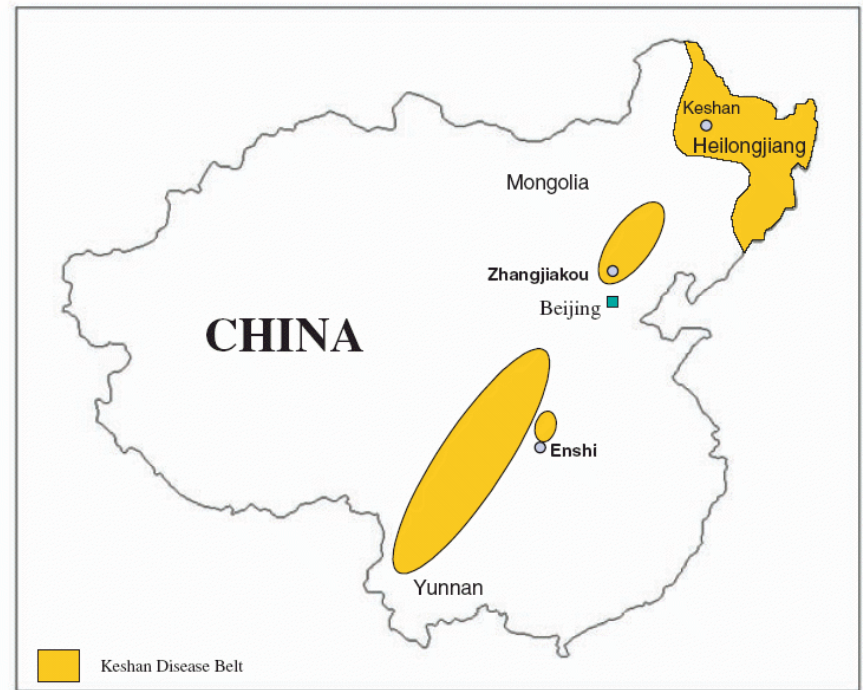 Keshan
Heilongjiang
Mongolia
Zhangjiakou
Beijing
CHINA
Enshi
Yunnan
Keshan Disease Belt